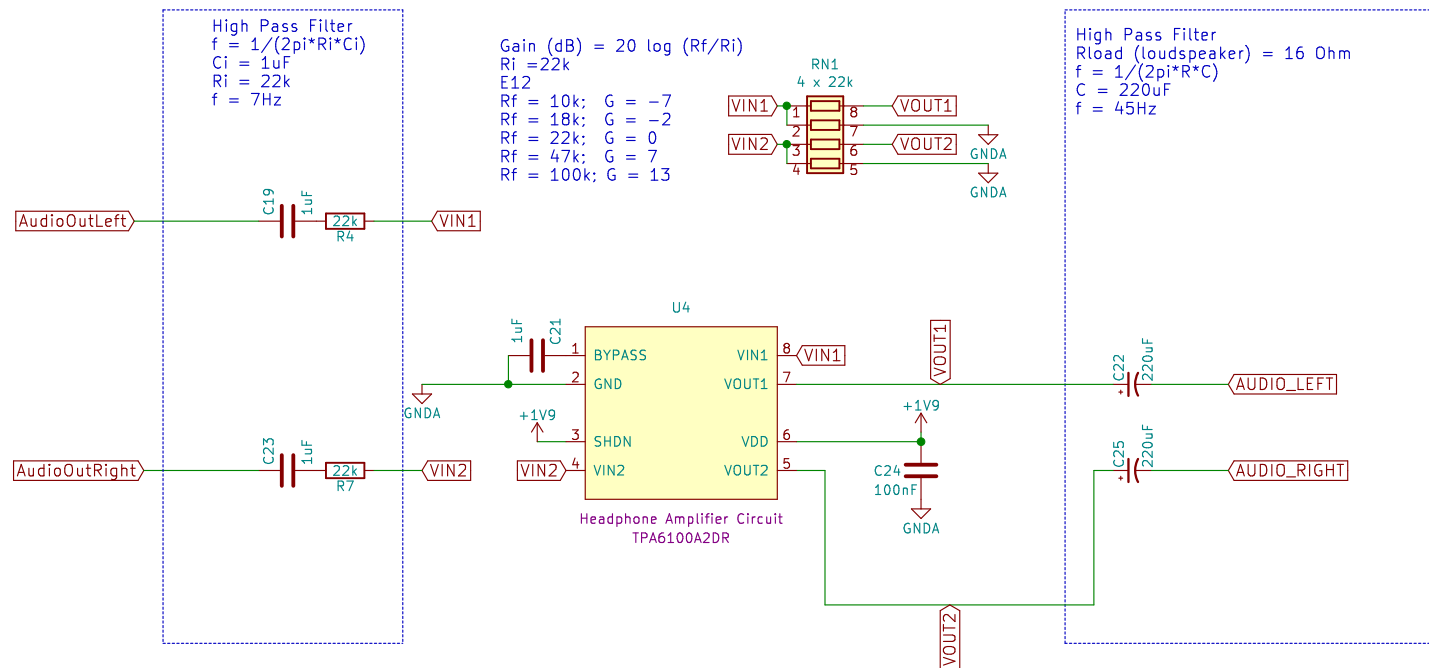 High Pass Filter
f = 1/(2pi*Ri*Ci)
Ci = 1uF
Ri = 22k
f = 7Hz
Gain (dB) = 20 log (Rf/Ri)
Ri =22k
E12
Rf = 10k; G = -7
Rf = 18k; G = -2
Rf = 22k; G = 0
Rf = 47k; G = 7
Rf = 100k; G = 13
RN1
4 x 22k
VIN1
1
8
VOUT1
2
7
GNDA
VIN2
3
6
VOUT2
4
5
GNDA
High Pass Filter
Rload (loudspeaker) = 16 Ohm
f = 1/(2pi*R*C)
C = 220uF
f = 45Hz
AudioOutLeft
C19
1uF
22k
R4
VIN1
AudioOutRight
C23
1uF
22k
R7
VIN2
U4
1uF
C21
1
BYPASS
2
GND
GNDA
+1V9
3
SHDN
VIN2
4
VIN2
VIN1
8
VIN1
VOUT1
7
VDD
6
VOUT2
5
Headphone Amplifier Circuit
TPA6100A2DR
VOUT1
+1V9
C24
100nF
GNDA
VOUT2
C22
220uF
+
AUDIO_LEFT
C25
220uF
+
AUDIO_RIGHT